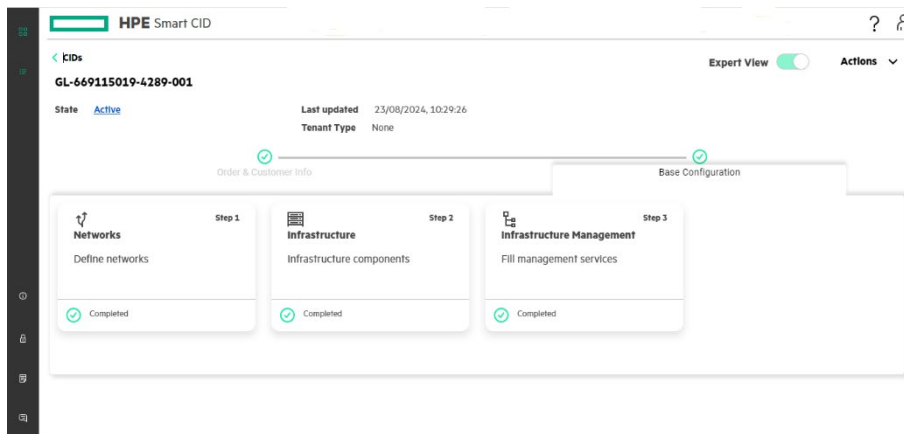 HPE Smart CID
?
< CIDs
Expert View
Actions
GL-669115019-4289-001
State Active
Last updated 23/08/2024, 10:29:26
Tenant Type None
Order & Customer Info
Base Configuration
Step 1
Networks
Define networks
Completed
Step 2
Infrastructure
Infrastructure components
Completed
Step 3
Infrastructure Management
Fill management services
Completed